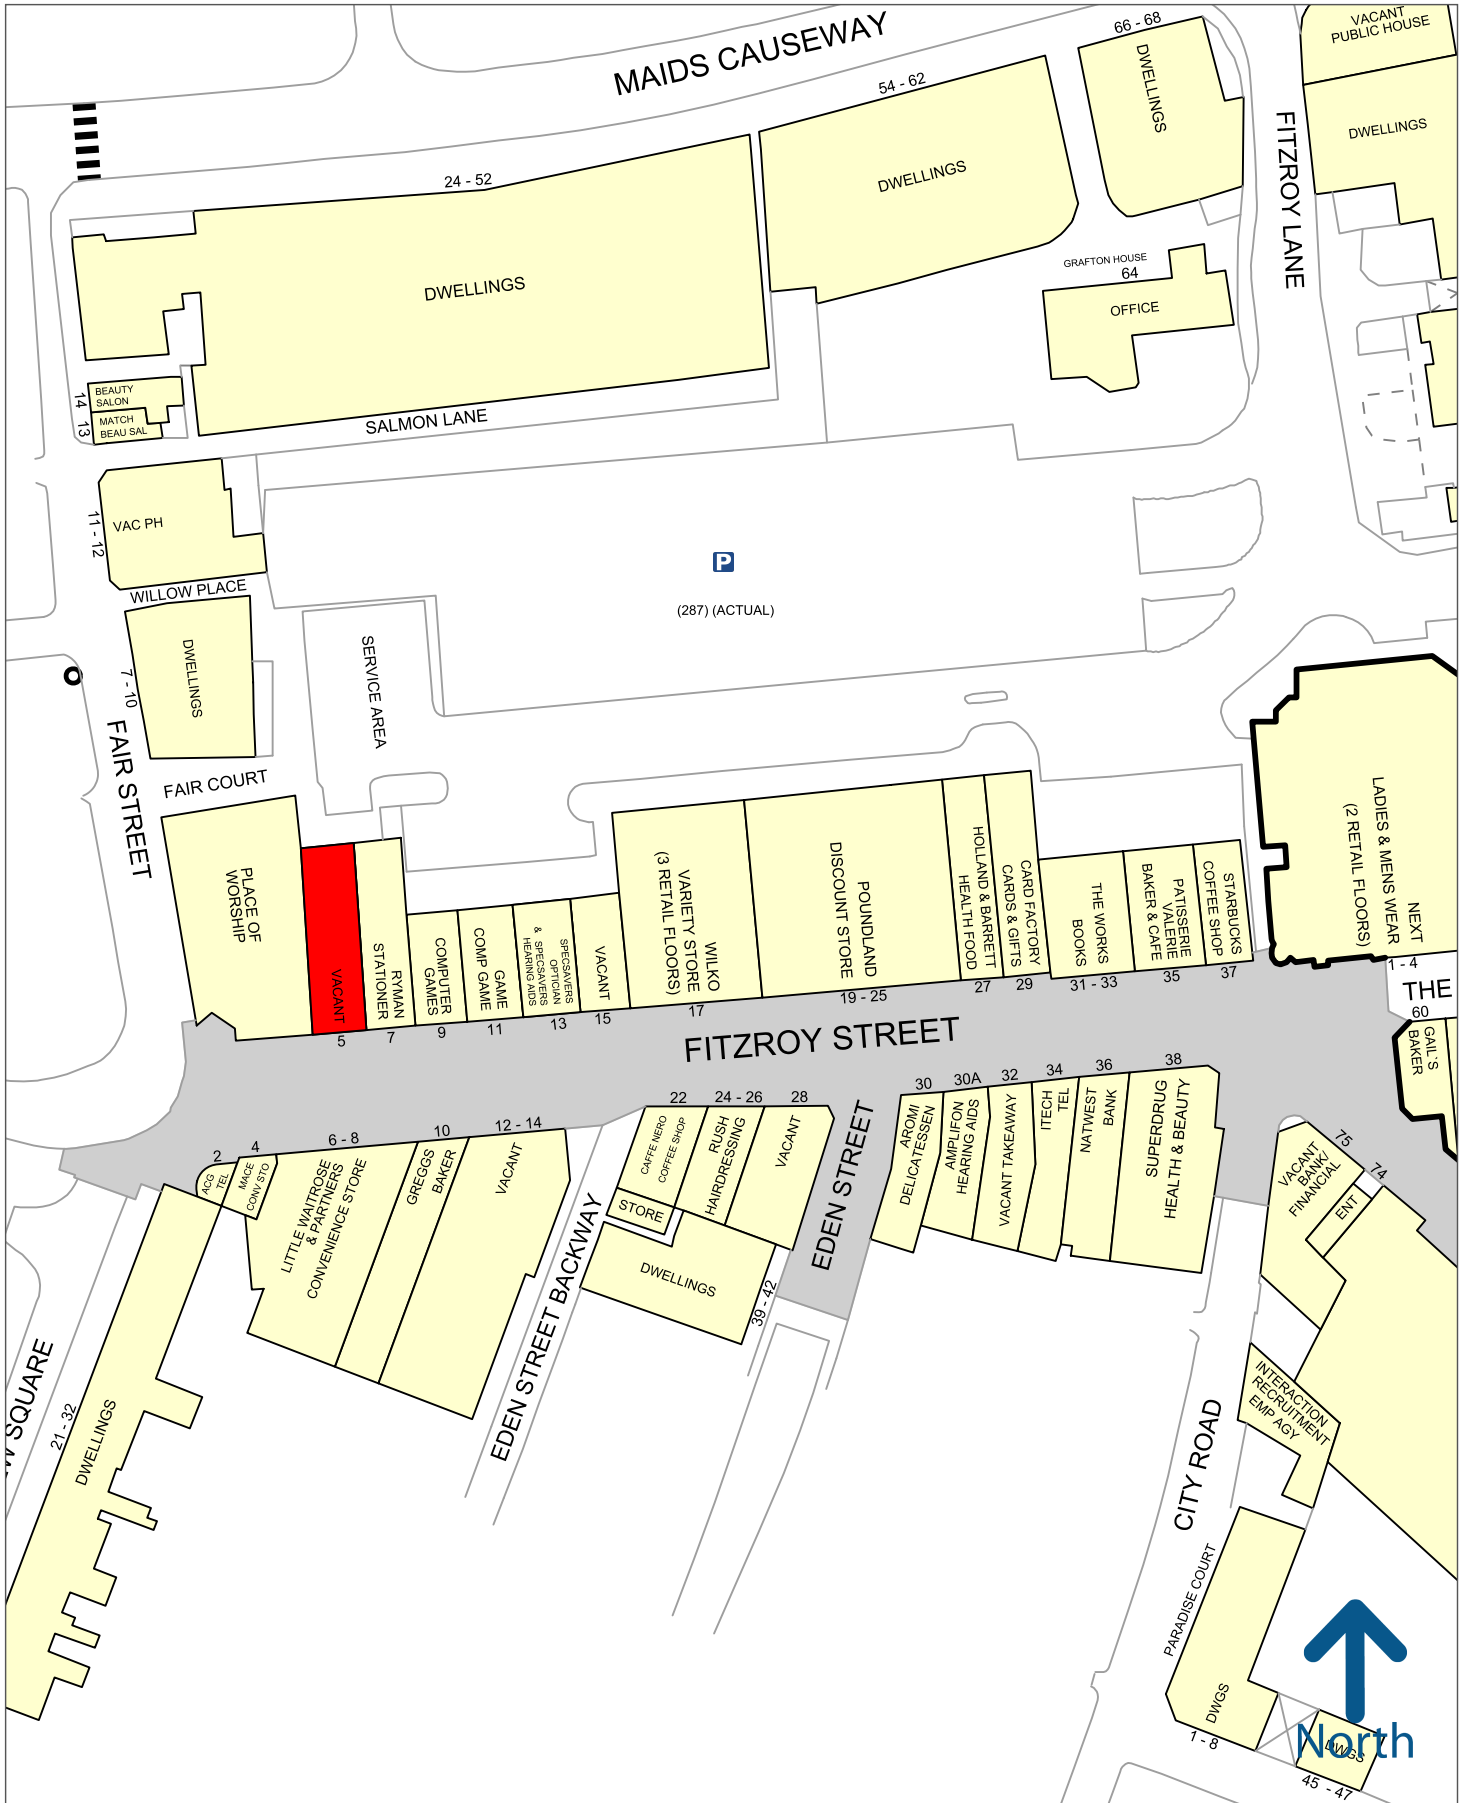 MAIDS CAUSEWAY
66 - 68
DWELLINGS
VACANT
PUBLIC HOUSE
DWELLINGS
54 - 62
DWELLINGS
FITZROY LANE
24 - 52
DWELLINGS
GRAFTON HOUSE
64
OFFICE
14
BEAUTY
SALON
13
MATCH
BEAU SAL
SALMON LANE
11 - 12
VAC PH
WILLOW PLACE
P
(287) (ACTUAL)
7 - 10
DWELLINGS
SERVICE AREA
FAIR STREET
FAIR COURT
PLACE OF
WORSHIP
VACANT
5
RYMAN
STATIONER
7
COMPUTER
GAMES
9
GAME
COMP GAME
11
SPECSAVERS
OPTICIAN
& SPECSAVERS
HEARING AIDS
13
VACANT
15
WILKO
VARIETY STORE
(3 RETAIL FLOORS)
17
POUNDLAND
DISCOUNT STORE
19 - 25
HOLLAND & BARRETT
HEALTH FOOD
27
CARD FACTORY
CARDS & GIFTS
29
THE WORKS
BOOKS
31 - 33
PATISSERIE
VALERIE
BAKER & CAFE
35
STARBUCKS
COFFEE SHOP
37
NEXT
LADIES & MENS WEAR
(2 RETAIL FLOORS)
1 - 4
THE
60
GAIL`S
BAKER
FITZROY STREET
2
ACG
TEL
4
MACE
CONV STO
6 - 8
LITTLE WAITROSE
& PARTNERS
CONVENIENCE STORE
10
GREGGS
BAKER
12 - 14
VACANT
EDEN STREET BACKWAY
22
CAFFE NERO
COFFEE SHOP
24 - 26
RUSH
HAIRDRESSING
28
VACANT
STORE
DWELLINGS
39 - 42
EDEN STREET
30
AROMI
DELICATESSEN
30A
AMPLIFON
HEARING AIDS
32
VACANT TAKEAWAY
34
ITECH
TEL
36
NATWEST
BANK
38
SUPERDRUG
HEALTH & BEAUTY
75
VACANT
BANK/
FINANCIAL
74
ENT
INTERACTION
RECRUITMENT
EMP AGY
CITY ROAD
SQUARE
21 - 32
DWELLINGS
PARADISE COURT
DWGS
1 - 8
DWGS
45 - 47
North